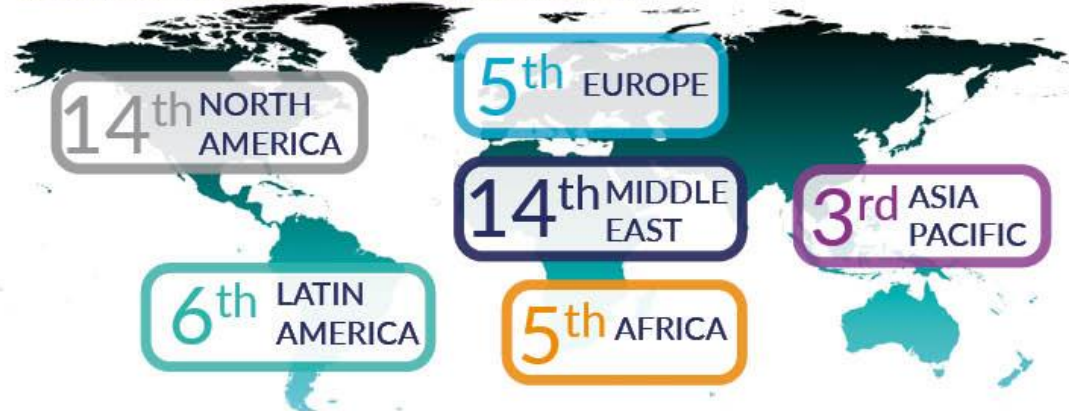 14th NORTH
AMERICA
5th EUROPE
14th MIDDLE
EAST
3rd ASIA
PACIFIC
6th LATIN
AMERICA
5th AFRICA